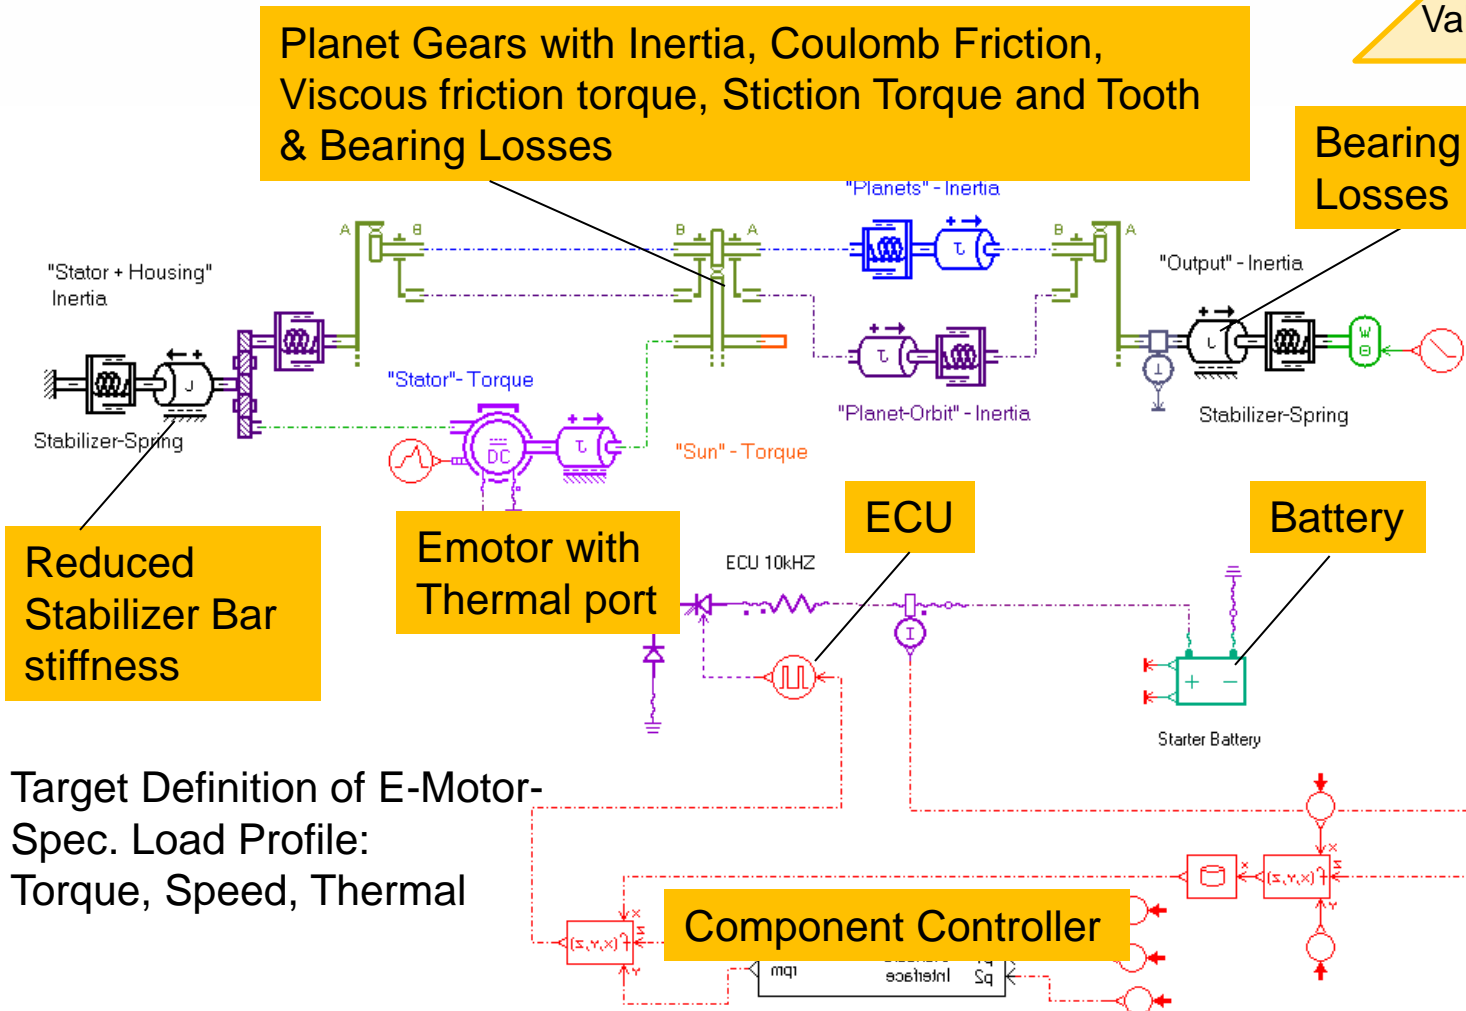 Va
Planet Gears with Inertia, Coulomb Friction,
Viscous friction torque, Stiction Torque and Tooth
& Bearing Losses
Bearing
Losses
"Planets" - Inertia
A
B
B
A
B
A
"Stator + Housing"
Inertia
"Output" - Inertia
J
"Stator"- Torque
"Planet-Orbit" - Inertia
Stabilizer-Spring
Stabilizer-Spring
DC
"Sun" - Torque
Reduced
Stabilizer Bar
stiffness
Emotor with
Thermal port
ECU
Battery
ECU 10kHZ
I
+ −
Starter Battery
Target Definition of E-Motor-
Spec. Load Profile:
Torque, Speed, Thermal
x
f(x,y,z)
X
Y
f(x,y,z)
X
Y
Component Controller
rpm
Interface
p2